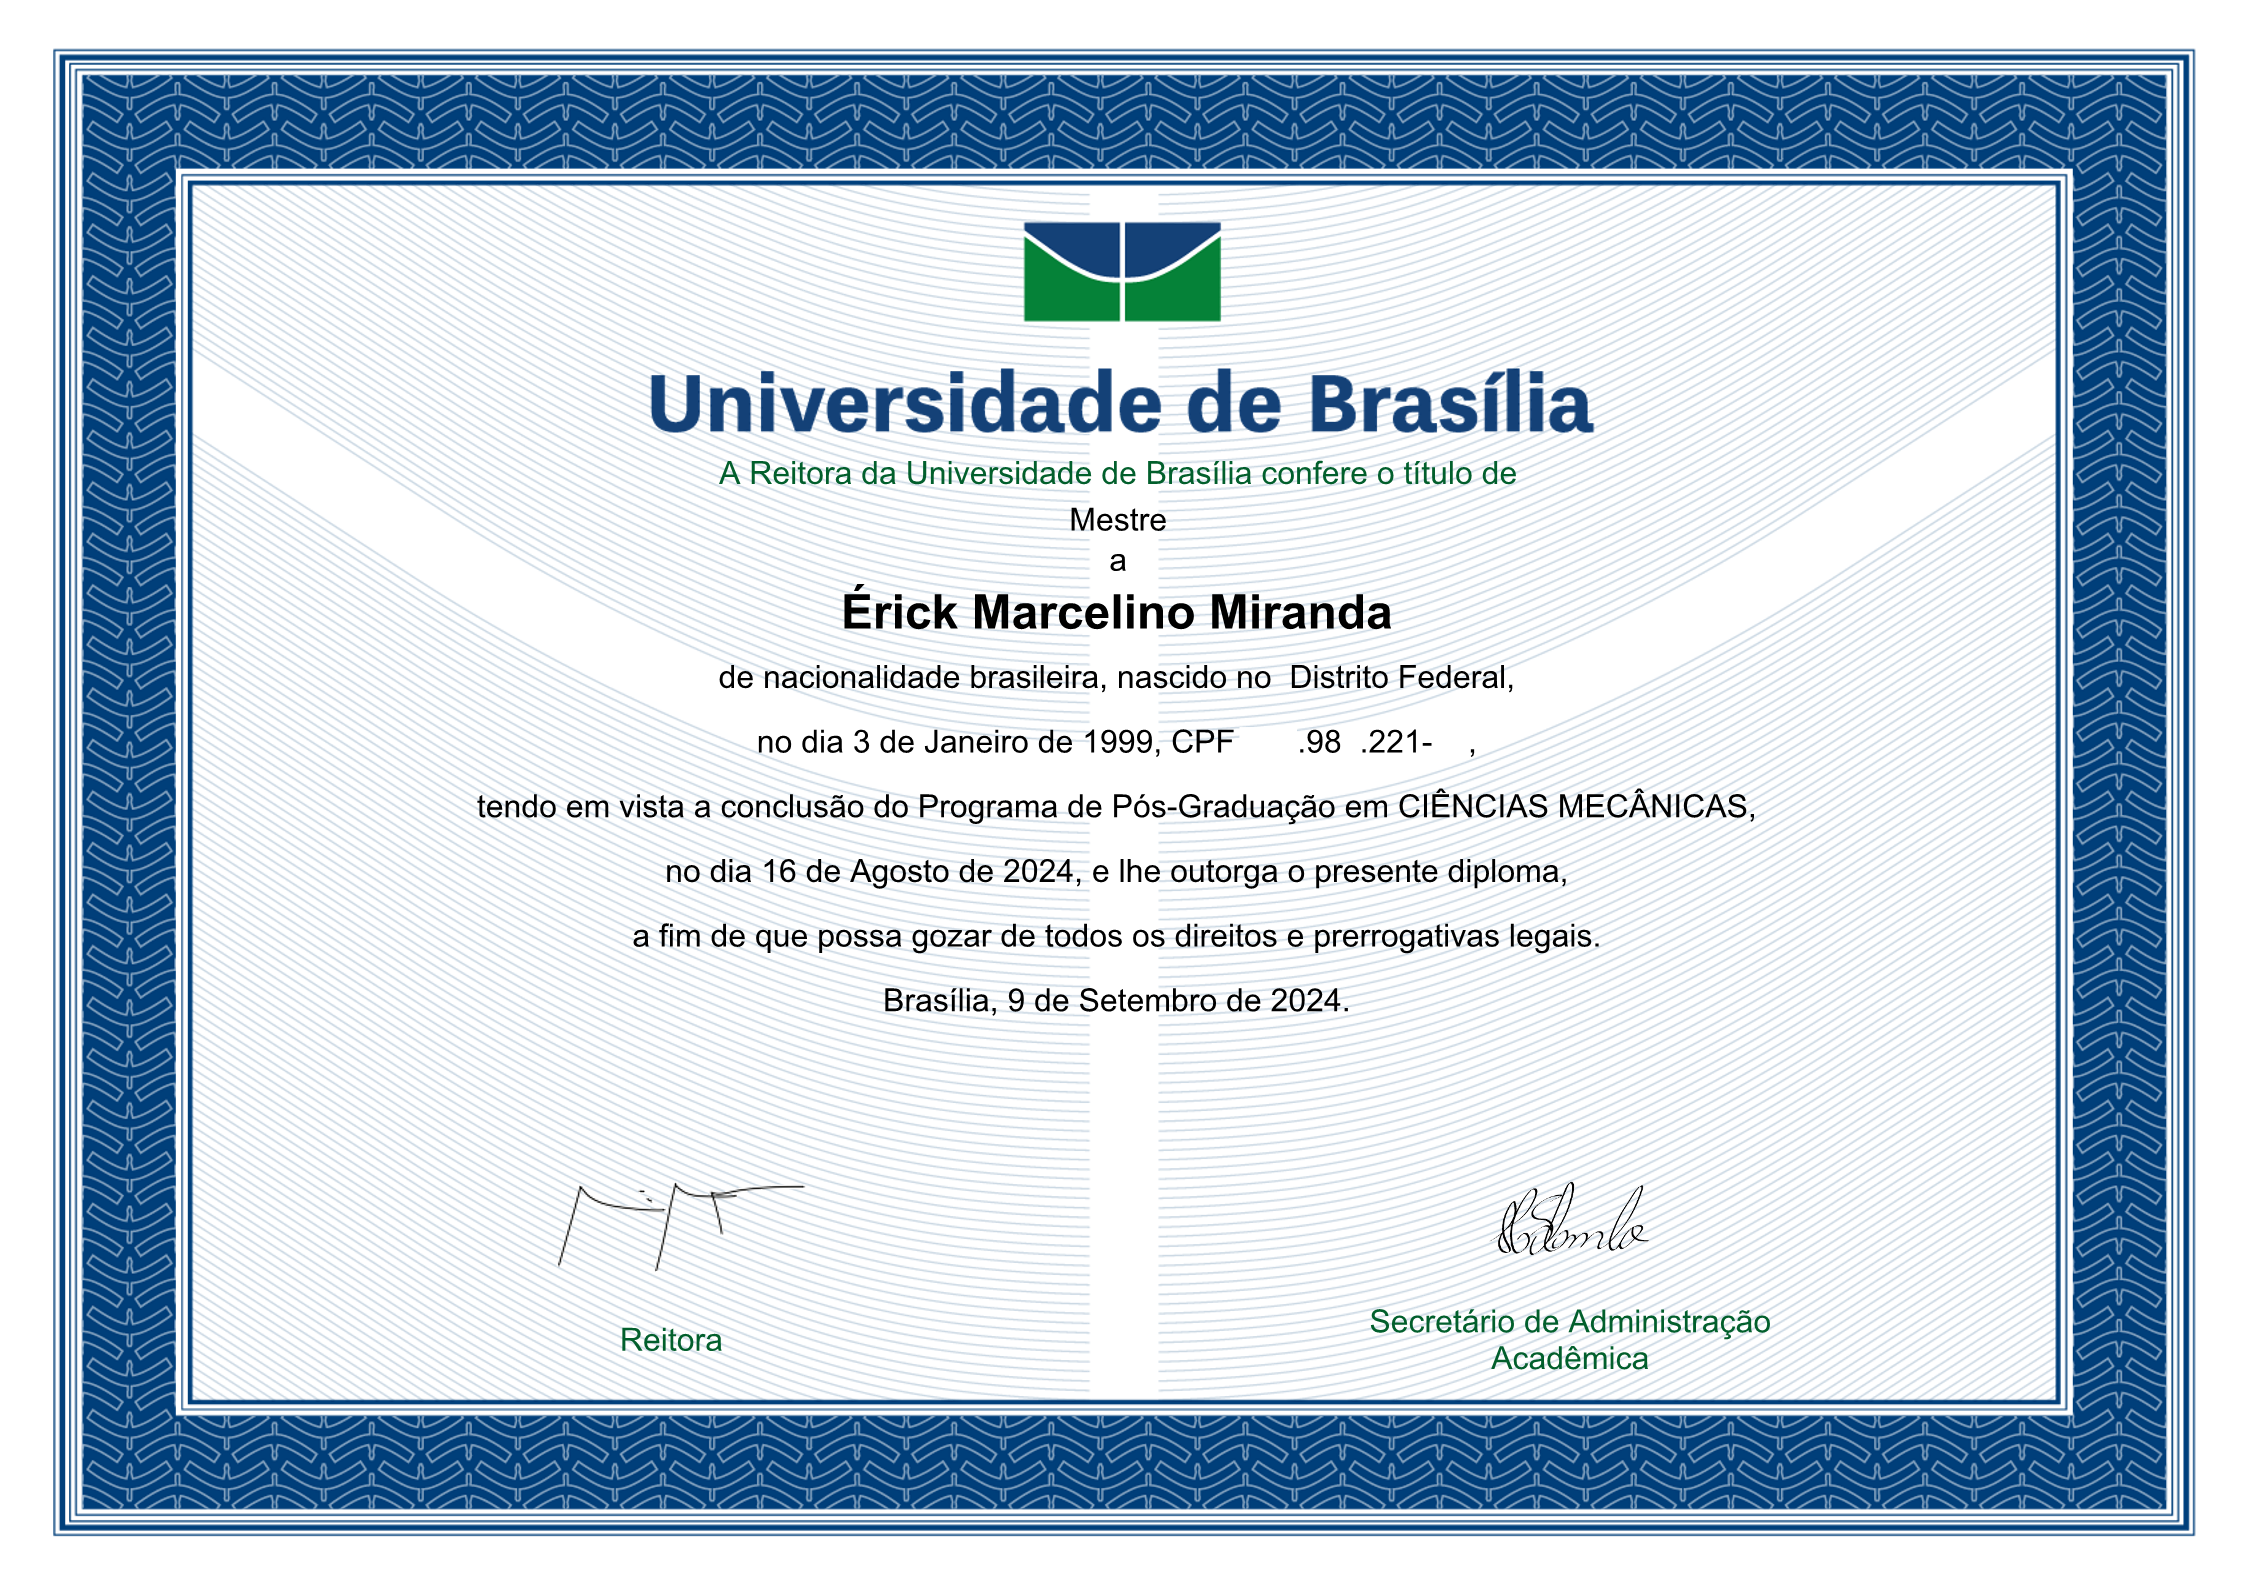 Universidade de Brasília
A Reitora da Universidade de Brasília confere o título de
Mestre
a
Érick Marcelino Miranda
de nacionalidade brasileira, nascido no Distrito Federal,
no dia 3 de Janeiro de 1999, CPF .98 .221- ,
tendo em vista a conclusão do Programa de Pós-Graduação em CIÊNCIAS MECÂNICAS,
no dia 16 de Agosto de 2024, e lhe outorga o presente diploma,
a fim de que possa gozar de todos os direitos e prerrogativas legais.
Brasília, 9 de Setembro de 2024.
Reitora
Secretário de Administração
Acadêmica